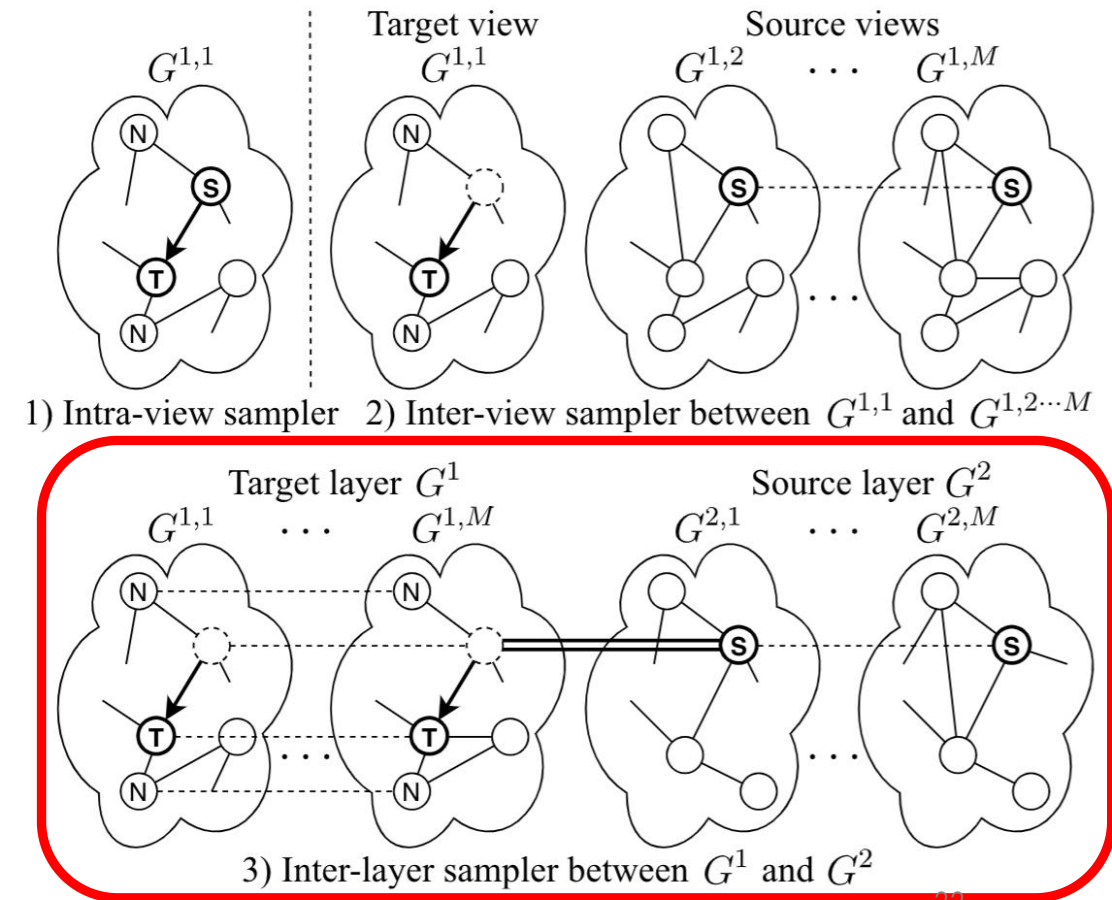 Target view Source views
G^{1,1} G^{1,1} G^{1,2} · · · G^{1,M}
N N
S S S
T T
N N · · ·
1) Intra-view sampler 2) Inter-view sampler between G^{1,1} and G^{1,2···M}
Target layer G^1 Source layer G^2
G^{1,1} · · · G^{1,M} G^{2,1} · · · G^{2,M}
N N
S S
T T
· · · · · ·
N N
3) Inter-layer sampler between G^1 and G^2